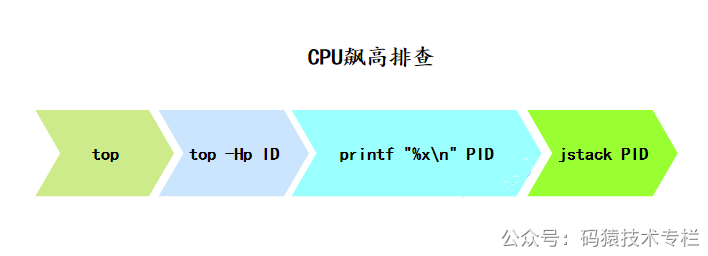 CPU飙高排查
top
top -Hp ID
printf "%x\n" PID
jstack PID
公众号：码猿技术专栏